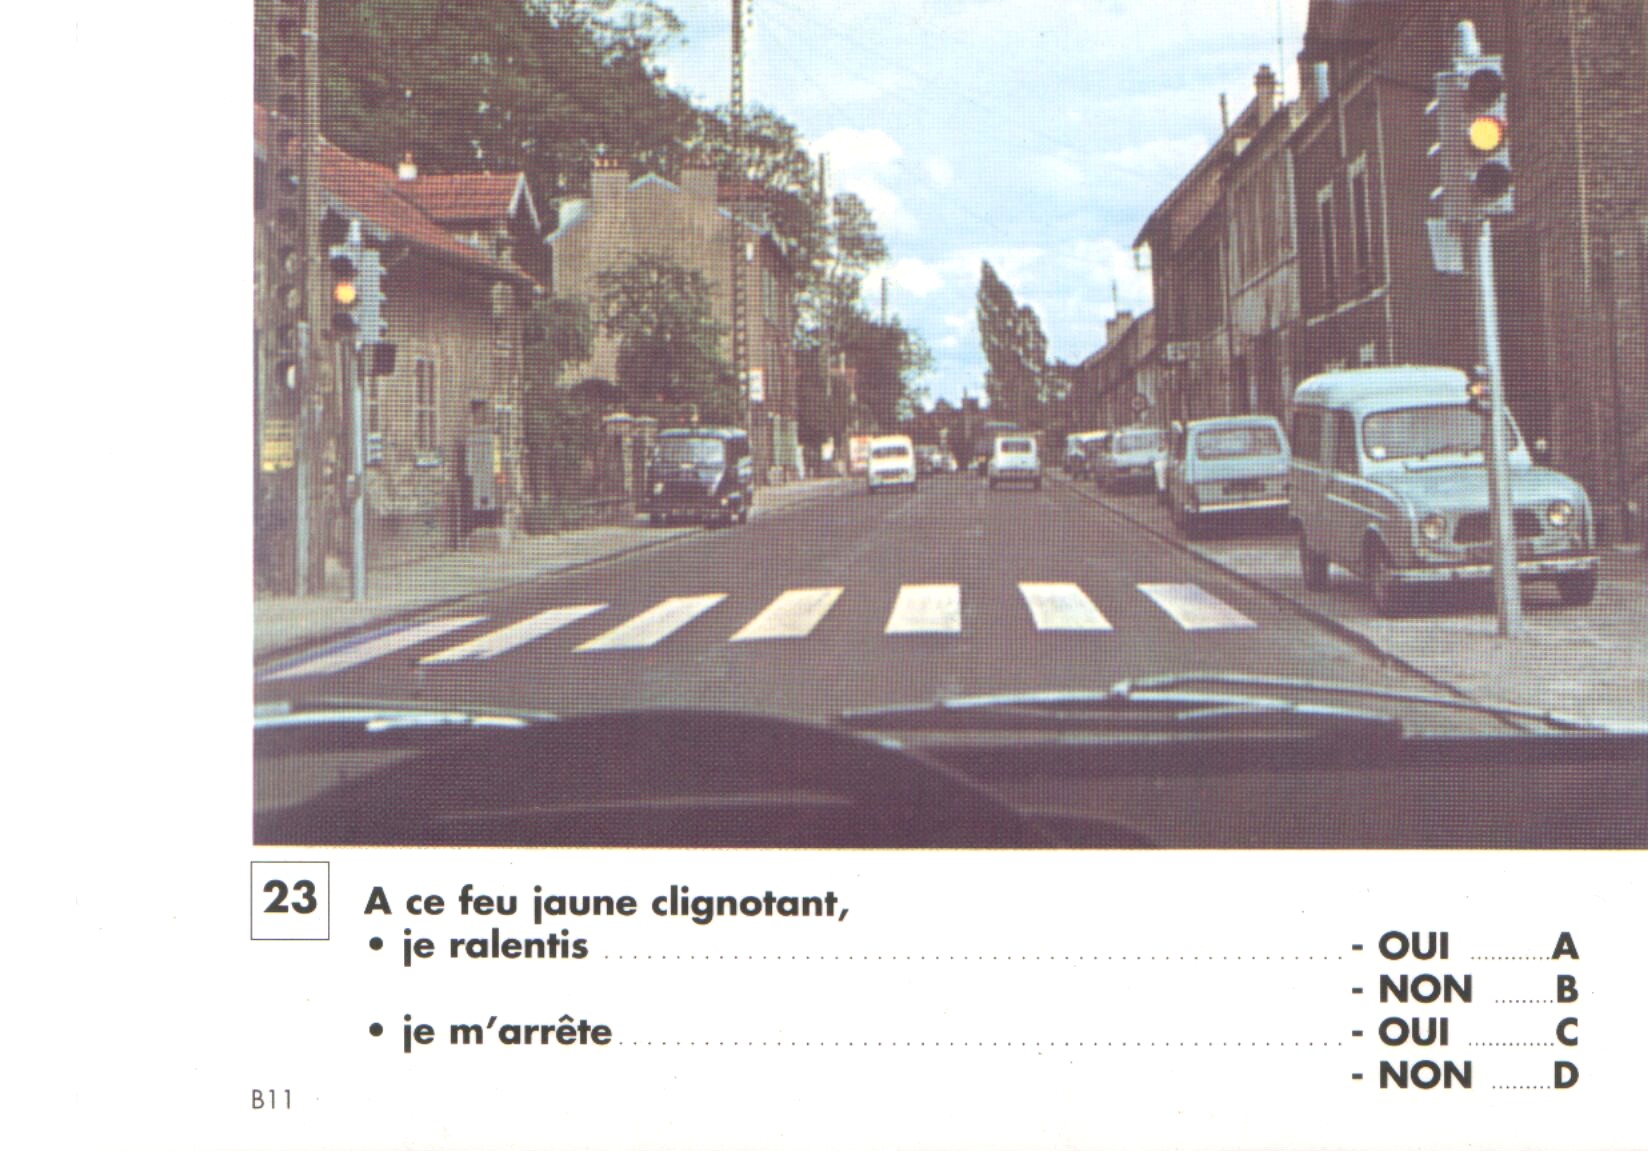 23 A ce feu jaune clignotant,
• je ralentis ........ - OUI ........ A
- NON ........ B
• je m'arrête ........ - OUI ........ C
- NON ........ D
B11